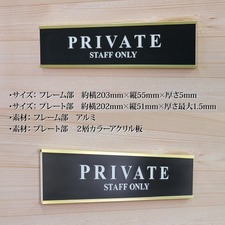 PRIVATE
STAFF ONLY
・サイズ：フレーム部　約横203mm×縦55mm×厚さ5mm
・サイズ：プレート部　約横202mm×縦51mm×厚さ最大1.5mm
・素材：フレーム部　アルミ
・素材：プレート部　2層カラーアクリル板
PRIVATE
STAFF ONLY